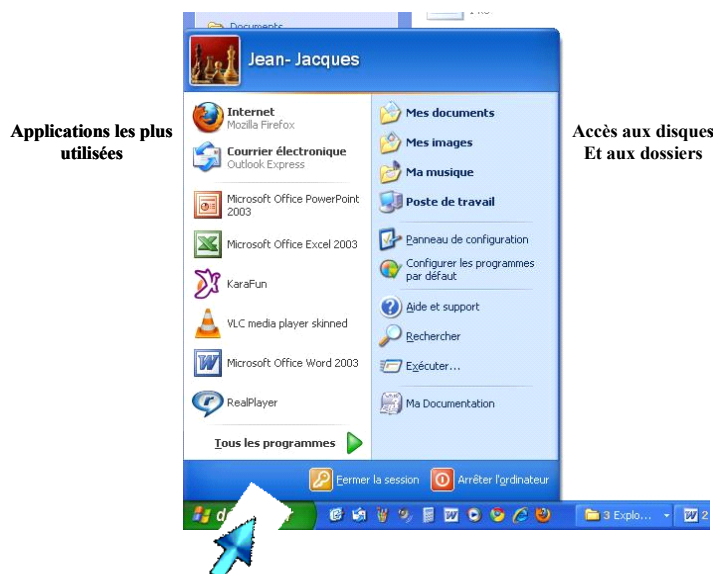 Documents
Jean- Jacques
Applications les plus
utilisées
Internet
Mozilla Firefox
Courrier électronique
Outlook Express
Microsoft Office PowerPoint
2003
Microsoft Office Excel 2003
KaraFun
VLC media player skinned
Microsoft Office Word 2003
RealPlayer
Tous les programmes
Mes documents
Mes images
Ma musique
Poste de travail
Panneau de configuration
Configurer les programmes
par défaut
Aide et support
Rechercher
Exécuter...
Ma Documentation
Accès aux disques
Et aux dossiers
Fermer la session
Arrêter l'ordinateur
3 Explo...
2